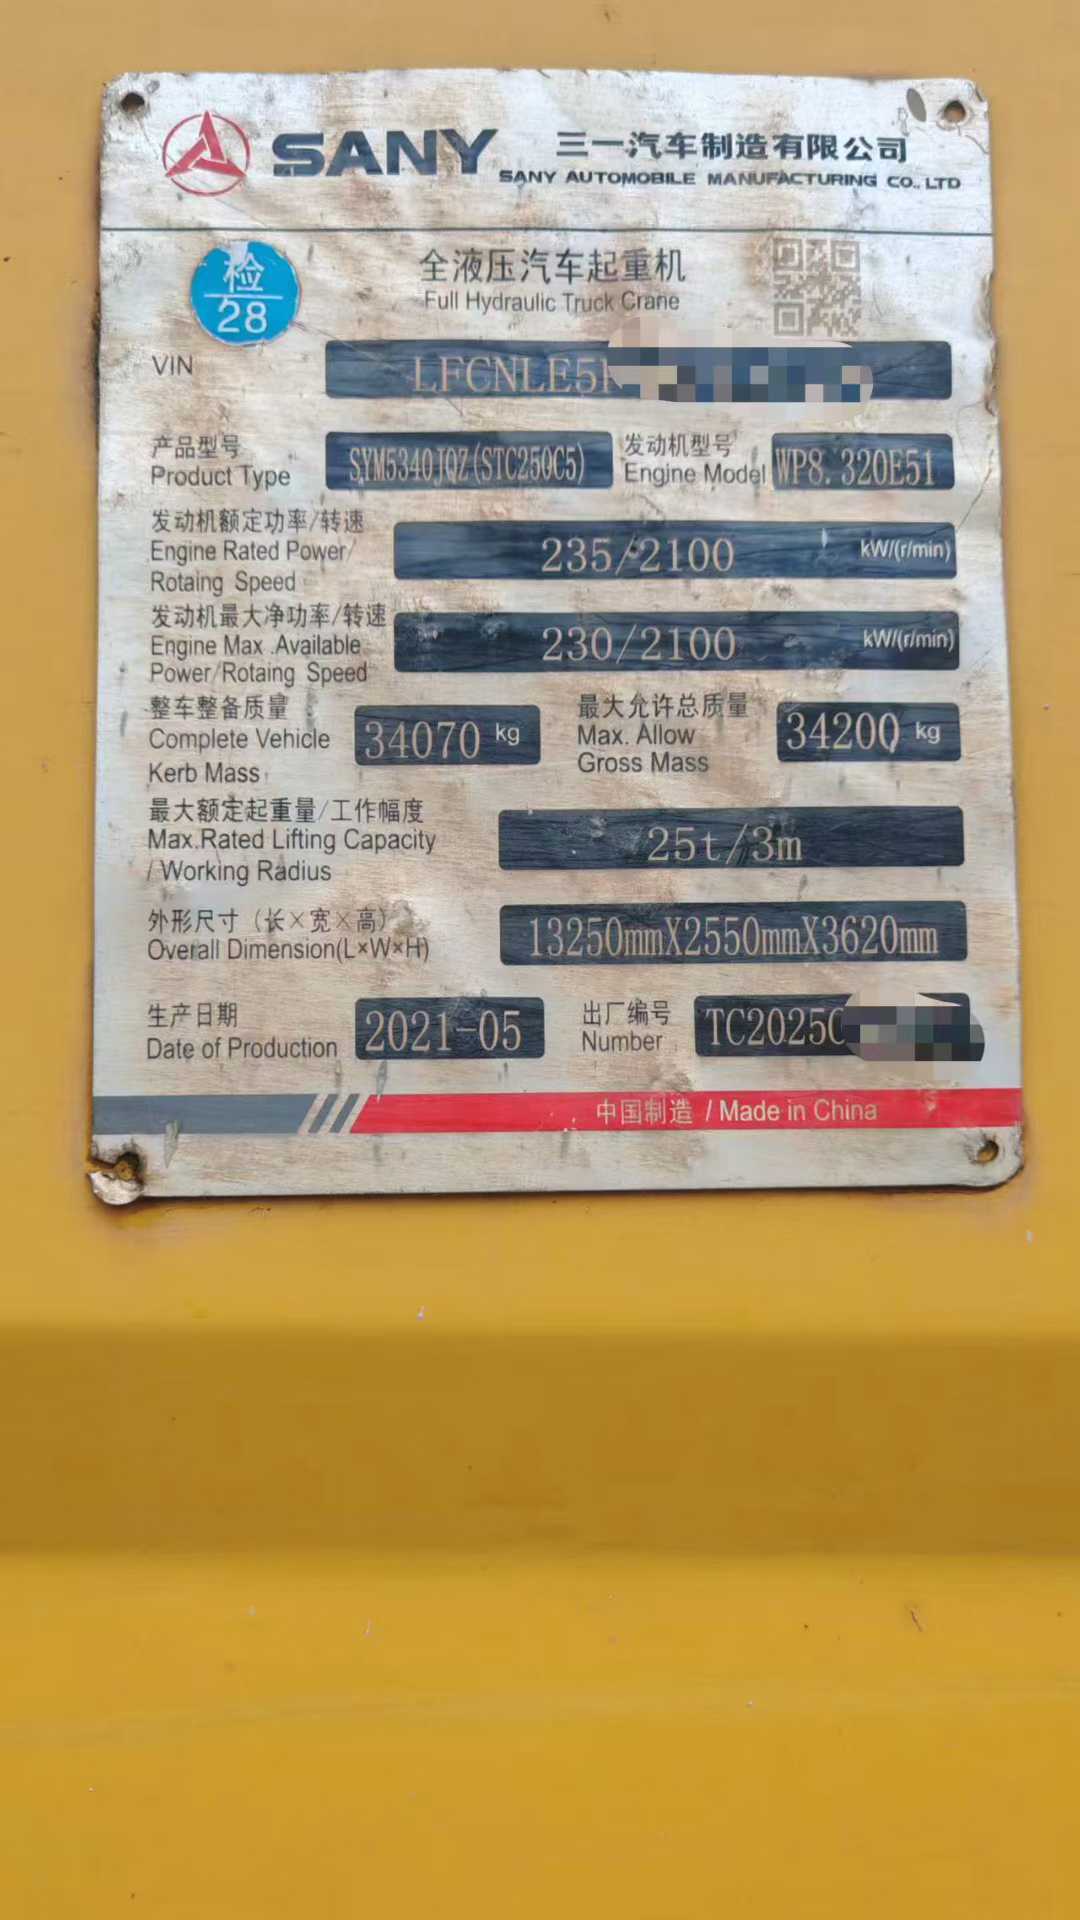 SANY 三一汽车制造有限公司
SANY AUTOMOBILE MANUFACTURING CO., LTD
检
28
全液压汽车起重机
Full Hydraulic Truck Crane
VIN LFCNLE5
产品型号 发动机型号
Product Type SYM5340JQZ(STC250C5) Engine Model WP8. 320E51
发动机额定功率/转速
Engine Rated Power/ 235/2100 kW/(r/min)
Rotaing Speed
发动机最大净功率/转速
Engine Max .Available 230/2100 kW/(r/min)
Power/Rotaing Speed
整车整备质量 最大允许总质量
Complete Vehicle 34070 kg Max. Allow 34200 kg
Kerb Mass Gross Mass
最大额定起重量/工作幅度
Max.Rated Lifting Capacity 25t/3m
/ Working Radius
外形尺寸（长×宽×高）
Overall Dimension(L×W×H) 13250mmX2550mmX3620mm
生产日期 出厂编号
Date of Production 2021-05 Number TC20250
中国制造 / Made in China